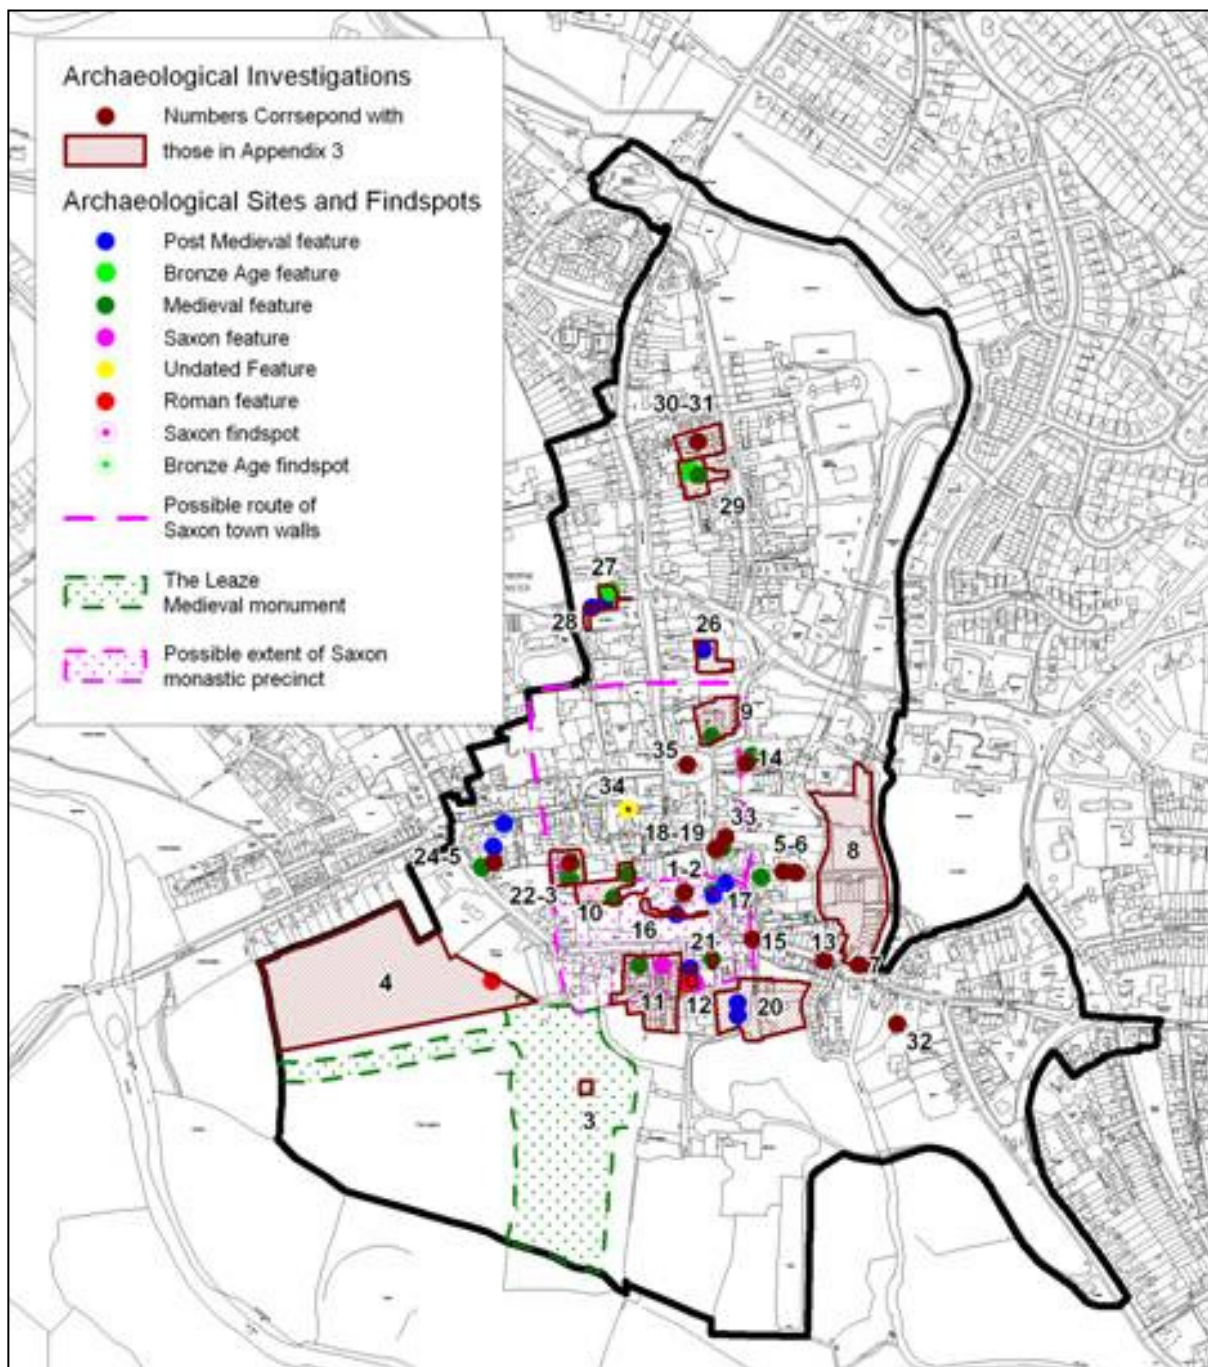 Archaeological Investigations
Numbers Corrsepond with
those in Appendix 3
Archaeological Sites and Findspots
Post Medieval feature
Bronze Age feature
Medieval feature
Saxon feature
Undated Feature
Roman feature
Saxon findspot
Bronze Age findspot
Possible route of
Saxon town walls
The Leaze
Medieval monument
Possible extent of Saxon
monastic precinct
30-31
29
27
28
26
9
35
14
34
33
18-19
5-6
8
24-5
1-2
22-3
10
17
16
21
15
13
7
4
11
12
20
32
3